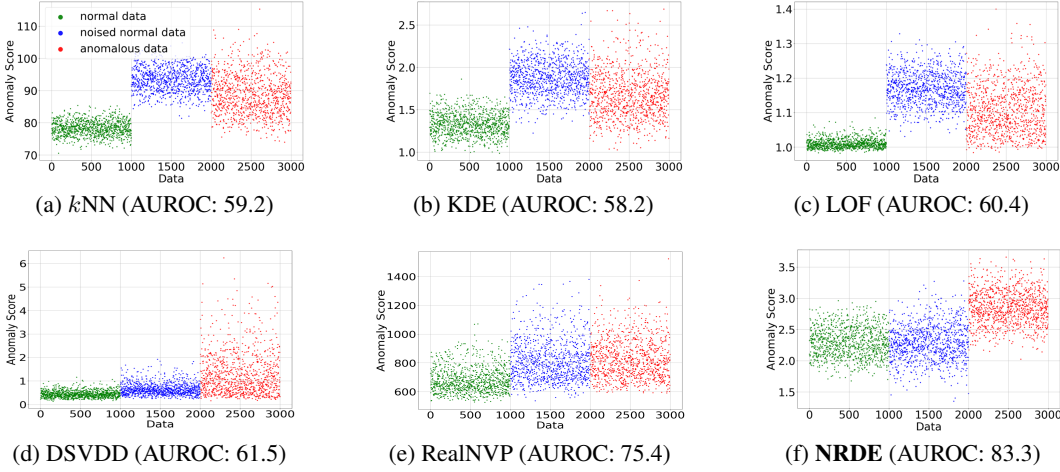 normal data
noised normal data
anomalous data
Anomaly Score
110
100
90
80
70
0 500 1000 1500 2000 2500 3000
Data
(a) kNN (AUROC: 59.2)
Anomaly Score
2.5
2.0
1.5
1.0
0 500 1000 1500 2000 2500 3000
Data
(b) KDE (AUROC: 58.2)
Anomaly Score
1.4
1.3
1.2
1.1
1.0
0 500 1000 1500 2000 2500 3000
Data
(c) LOF (AUROC: 60.4)
Anomaly Score
6
5
4
3
2
1
0
0 500 1000 1500 2000 2500 3000
Data
(d) DSVDD (AUROC: 61.5)
Anomaly Score
1400
1200
1000
800
600
0 500 1000 1500 2000 2500 3000
Data
(e) RealNVP (AUROC: 75.4)
Anomaly Score
3.5
3.0
2.5
2.0
1.5
0 500 1000 1500 2000 2500 3000
Data
(f) NRDE (AUROC: 83.3)